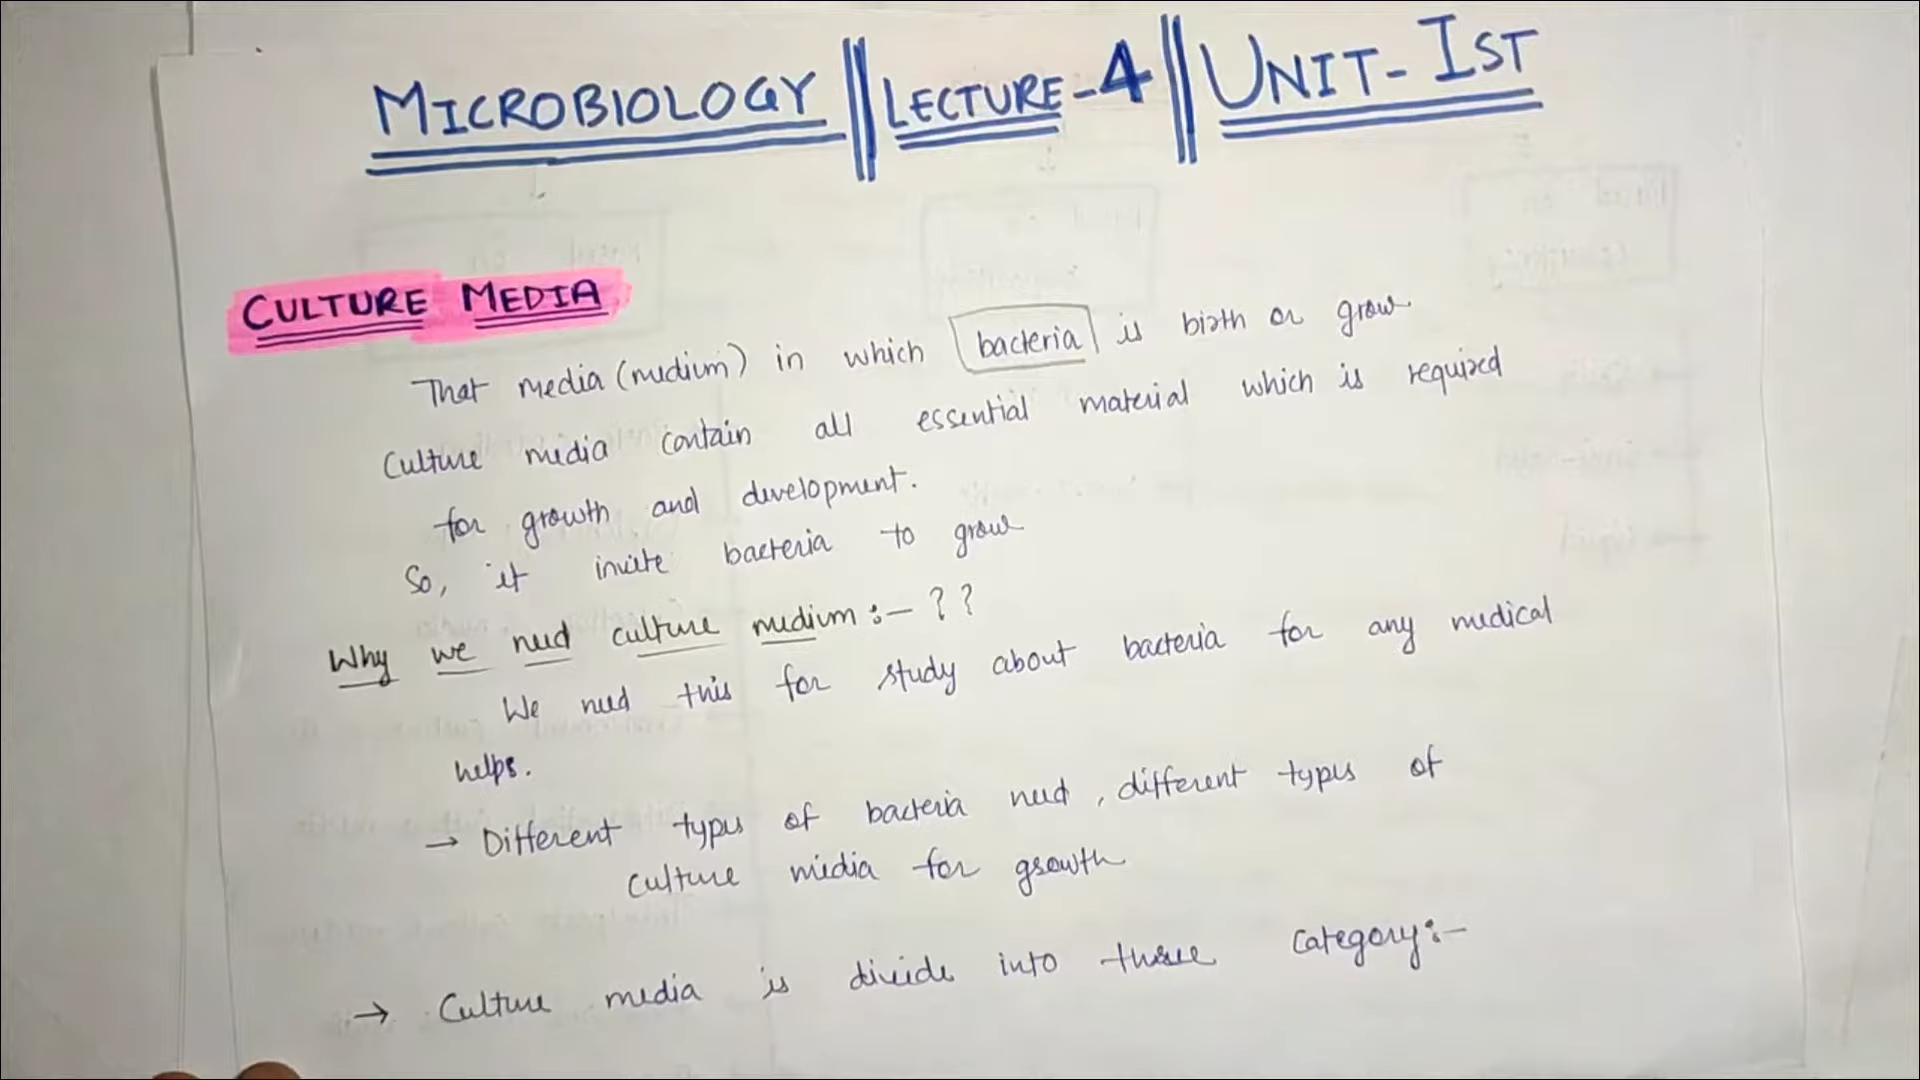 MICROBIOLOGY || LECTURE-4 || UNIT-IST
CULTURE MEDIA
That media (medium) in which bacteria is birth or grow
Culture media contain all essential material which is required
for growth and development.
So, it invite bacteria to grow
Why we need culture medium :- ??
We need this for study about bacteria for any medical
helps.
→ Different types of bacteria need, different types of
culture media for growth
→ Culture media is divide into three category:-